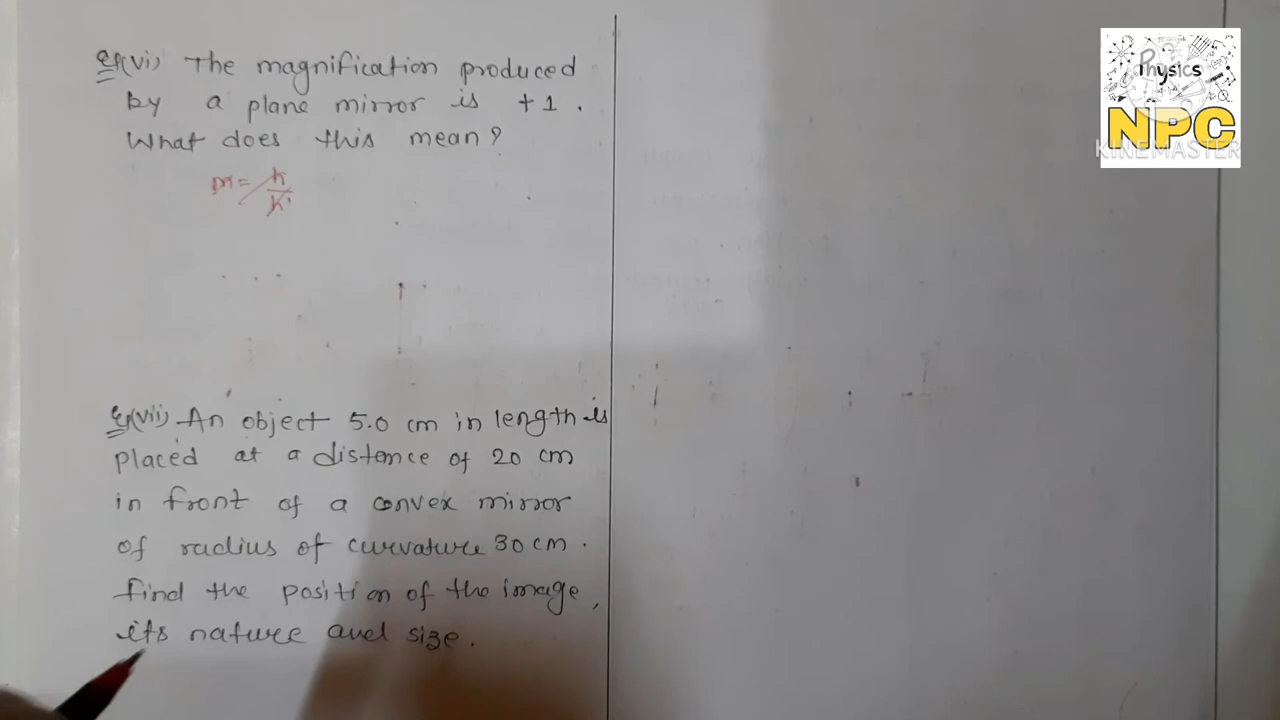 Q(vi) The magnification produced
by a plane mirror is +1.
What does this mean?
m = h
h'
Q(vii) An object 5.0 cm in length is
placed at a distance of 20 cm
in front of a convex mirror
of radius of curvature 30 cm.
find the position of the image,
its nature and size.
Physics
NPC
KINEMASTER